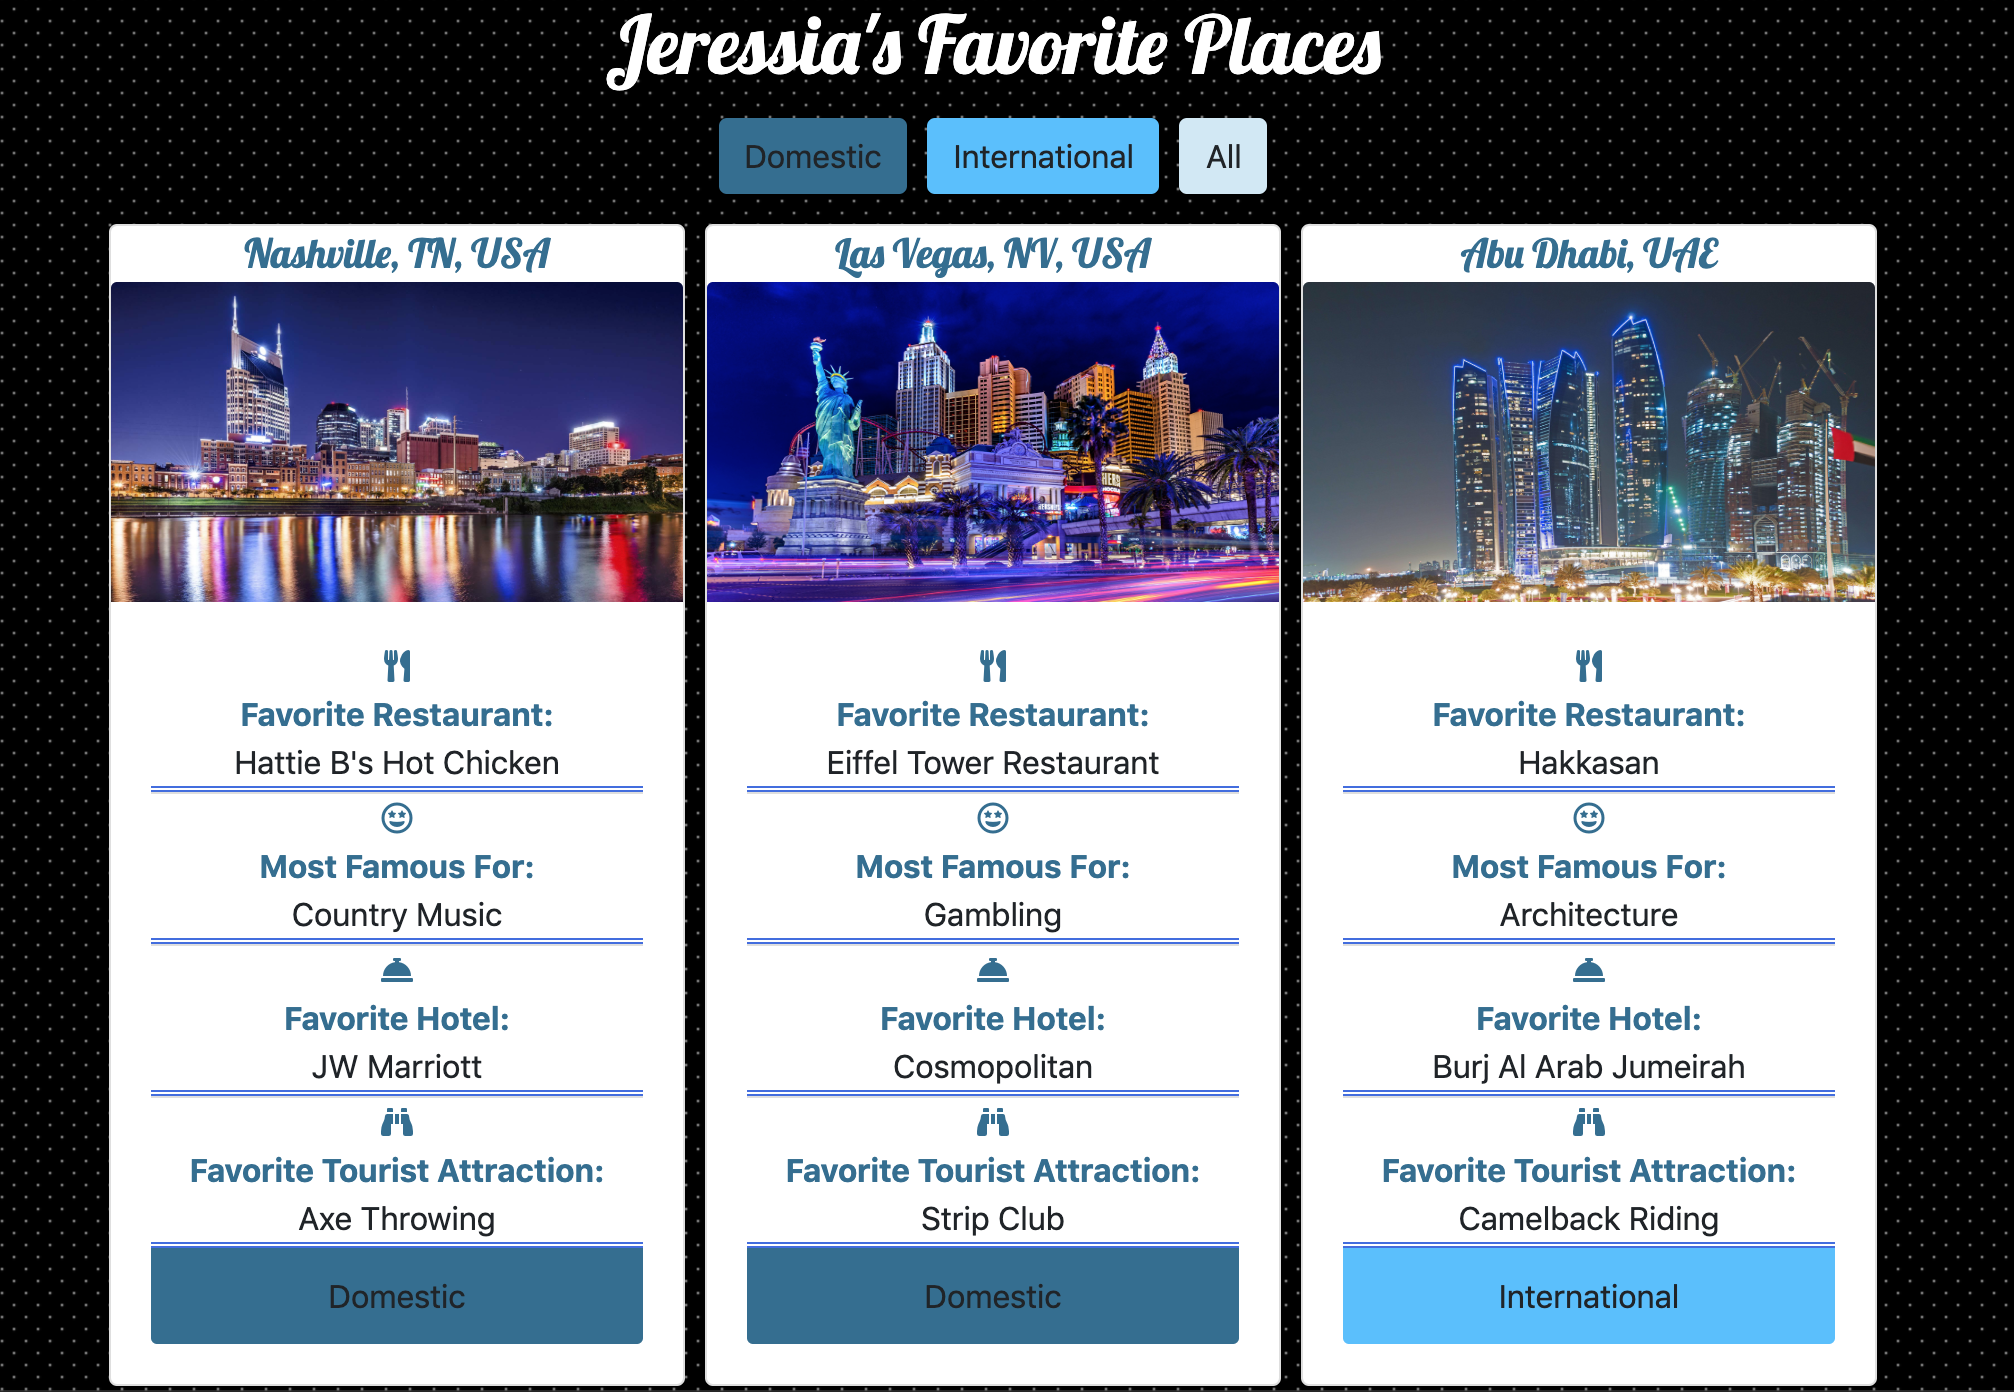 Jeressia's Favorite Places
Domestic
International
All
Nashville, TN, USA
Favorite Restaurant:
Hattie B's Hot Chicken
Most Famous For:
Country Music
Favorite Hotel:
JW Marriott
Favorite Tourist Attraction:
Axe Throwing
Domestic
Las Vegas, NV, USA
Favorite Restaurant:
Eiffel Tower Restaurant
Most Famous For:
Gambling
Favorite Hotel:
Cosmopolitan
Favorite Tourist Attraction:
Strip Club
Domestic
Abu Dhabi, UAE
Favorite Restaurant:
Hakkasan
Most Famous For:
Architecture
Favorite Hotel:
Burj Al Arab Jumeirah
Favorite Tourist Attraction:
Camelback Riding
International